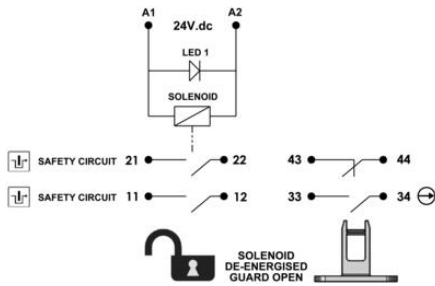 A1 A2
24V.dc
LED 1
SOLENOID
SAFETY CIRCUIT 21 22 43 44
SAFETY CIRCUIT 11 12 33 34
SOLENOID
DE-ENERGISED
GUARD OPEN